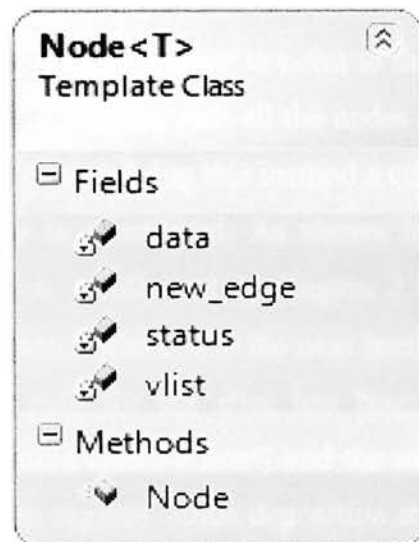 Node<T>
Template Class
Fields
data
new_edge
status
vlist
Methods
Node